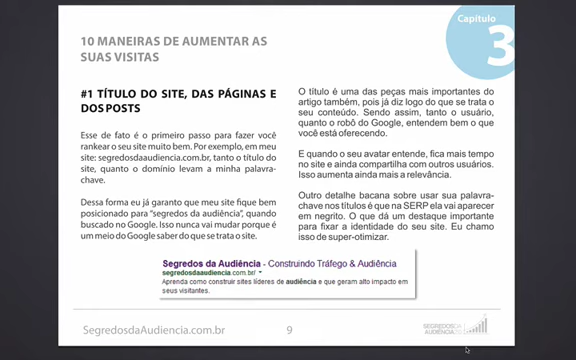 Capítulo
3
10 MANEIRAS DE AUMENTAR AS
SUAS VISITAS
#1 TÍTULO DO SITE, DAS PÁGINAS E
DOS POSTS
Esse de fato é o primeiro passo para fazer você
rankear o seu site muito bem. Por exemplo, em meu
site: segredosdaaudiencia.com.br, tanto o título do
site, quanto o domínio levam a minha palavra-
chave.
Dessa forma eu já garanto que meu site fique bem
posicionado para "segredos da audiência", quando
buscado no Google. Isso nunca vai mudar porque é
um meio do Google saber do que se trata o site.
O título é uma das peças mais importantes do
artigo também, pois já diz logo do que se trata o
seu conteúdo. Sendo assim, tanto o usuário,
quanto o robô do Google, entendem bem o que
você está oferecendo.
E quando o seu avatar entende, fica mais tempo
no site e ainda compartilha com outros usuários.
Isso aumenta ainda mais a relevância.
Outro detalhe bacana sobre usar sua palavra-
chave nos títulos é que na SERP ela vai aparecer
em negrito. O que dá um destaque importante
para fixar a identidade do seu site. Eu chamo
isso de super-otimizar.
Segredos da Audiência - Construindo Tráfego & Audiência
segredosdaaudiencia.com.br/
Aprenda como construir sites líderes de audiência e que geram alto impacto em
seus visitantes.
SegredosdaAudiencia.com.br
9
SEGREDOS DA
AUDIÊNCIA